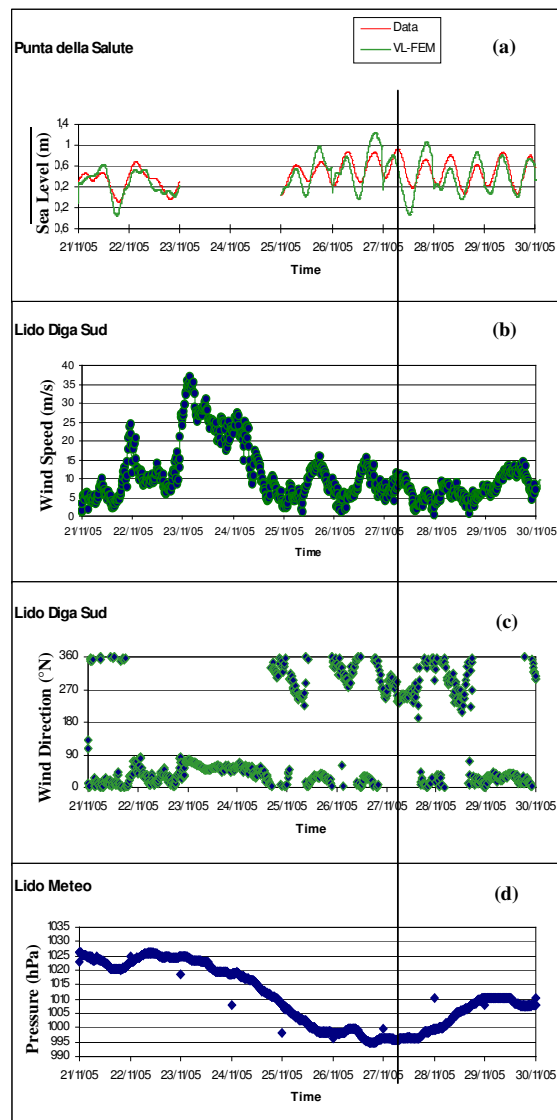 Data
VL-FEM
Punta della Salute
(a)
Sea Level (m)
1,4
1
0,6
0,2
0,2
0,6
21/11/05 22/11/05 23/11/05 24/11/05 25/11/05 26/11/05 27/11/05 28/11/05 29/11/05 30/11/05
Time
Lido Diga Sud
(b)
Wind Speed (m/s)
40
35
30
25
20
15
10
5
0
21/11/05 22/11/05 23/11/05 24/11/05 25/11/05 26/11/05 27/11/05 28/11/05 29/11/05 30/11/05
Time
Lido Diga Sud
(c)
Wind Direction (°N)
360
270
180
90
0
21/11/05 22/11/05 23/11/05 24/11/05 25/11/05 26/11/05 27/11/05 28/11/05 29/11/05 30/11/05
Time
Lido Meteo
(d)
Pressure (hPa)
1035
1030
1025
1020
1015
1010
1005
1000
995
990
21/11/05 22/11/05 23/11/05 24/11/05 25/11/05 26/11/05 27/11/05 28/11/05 29/11/05 30/11/05
Time